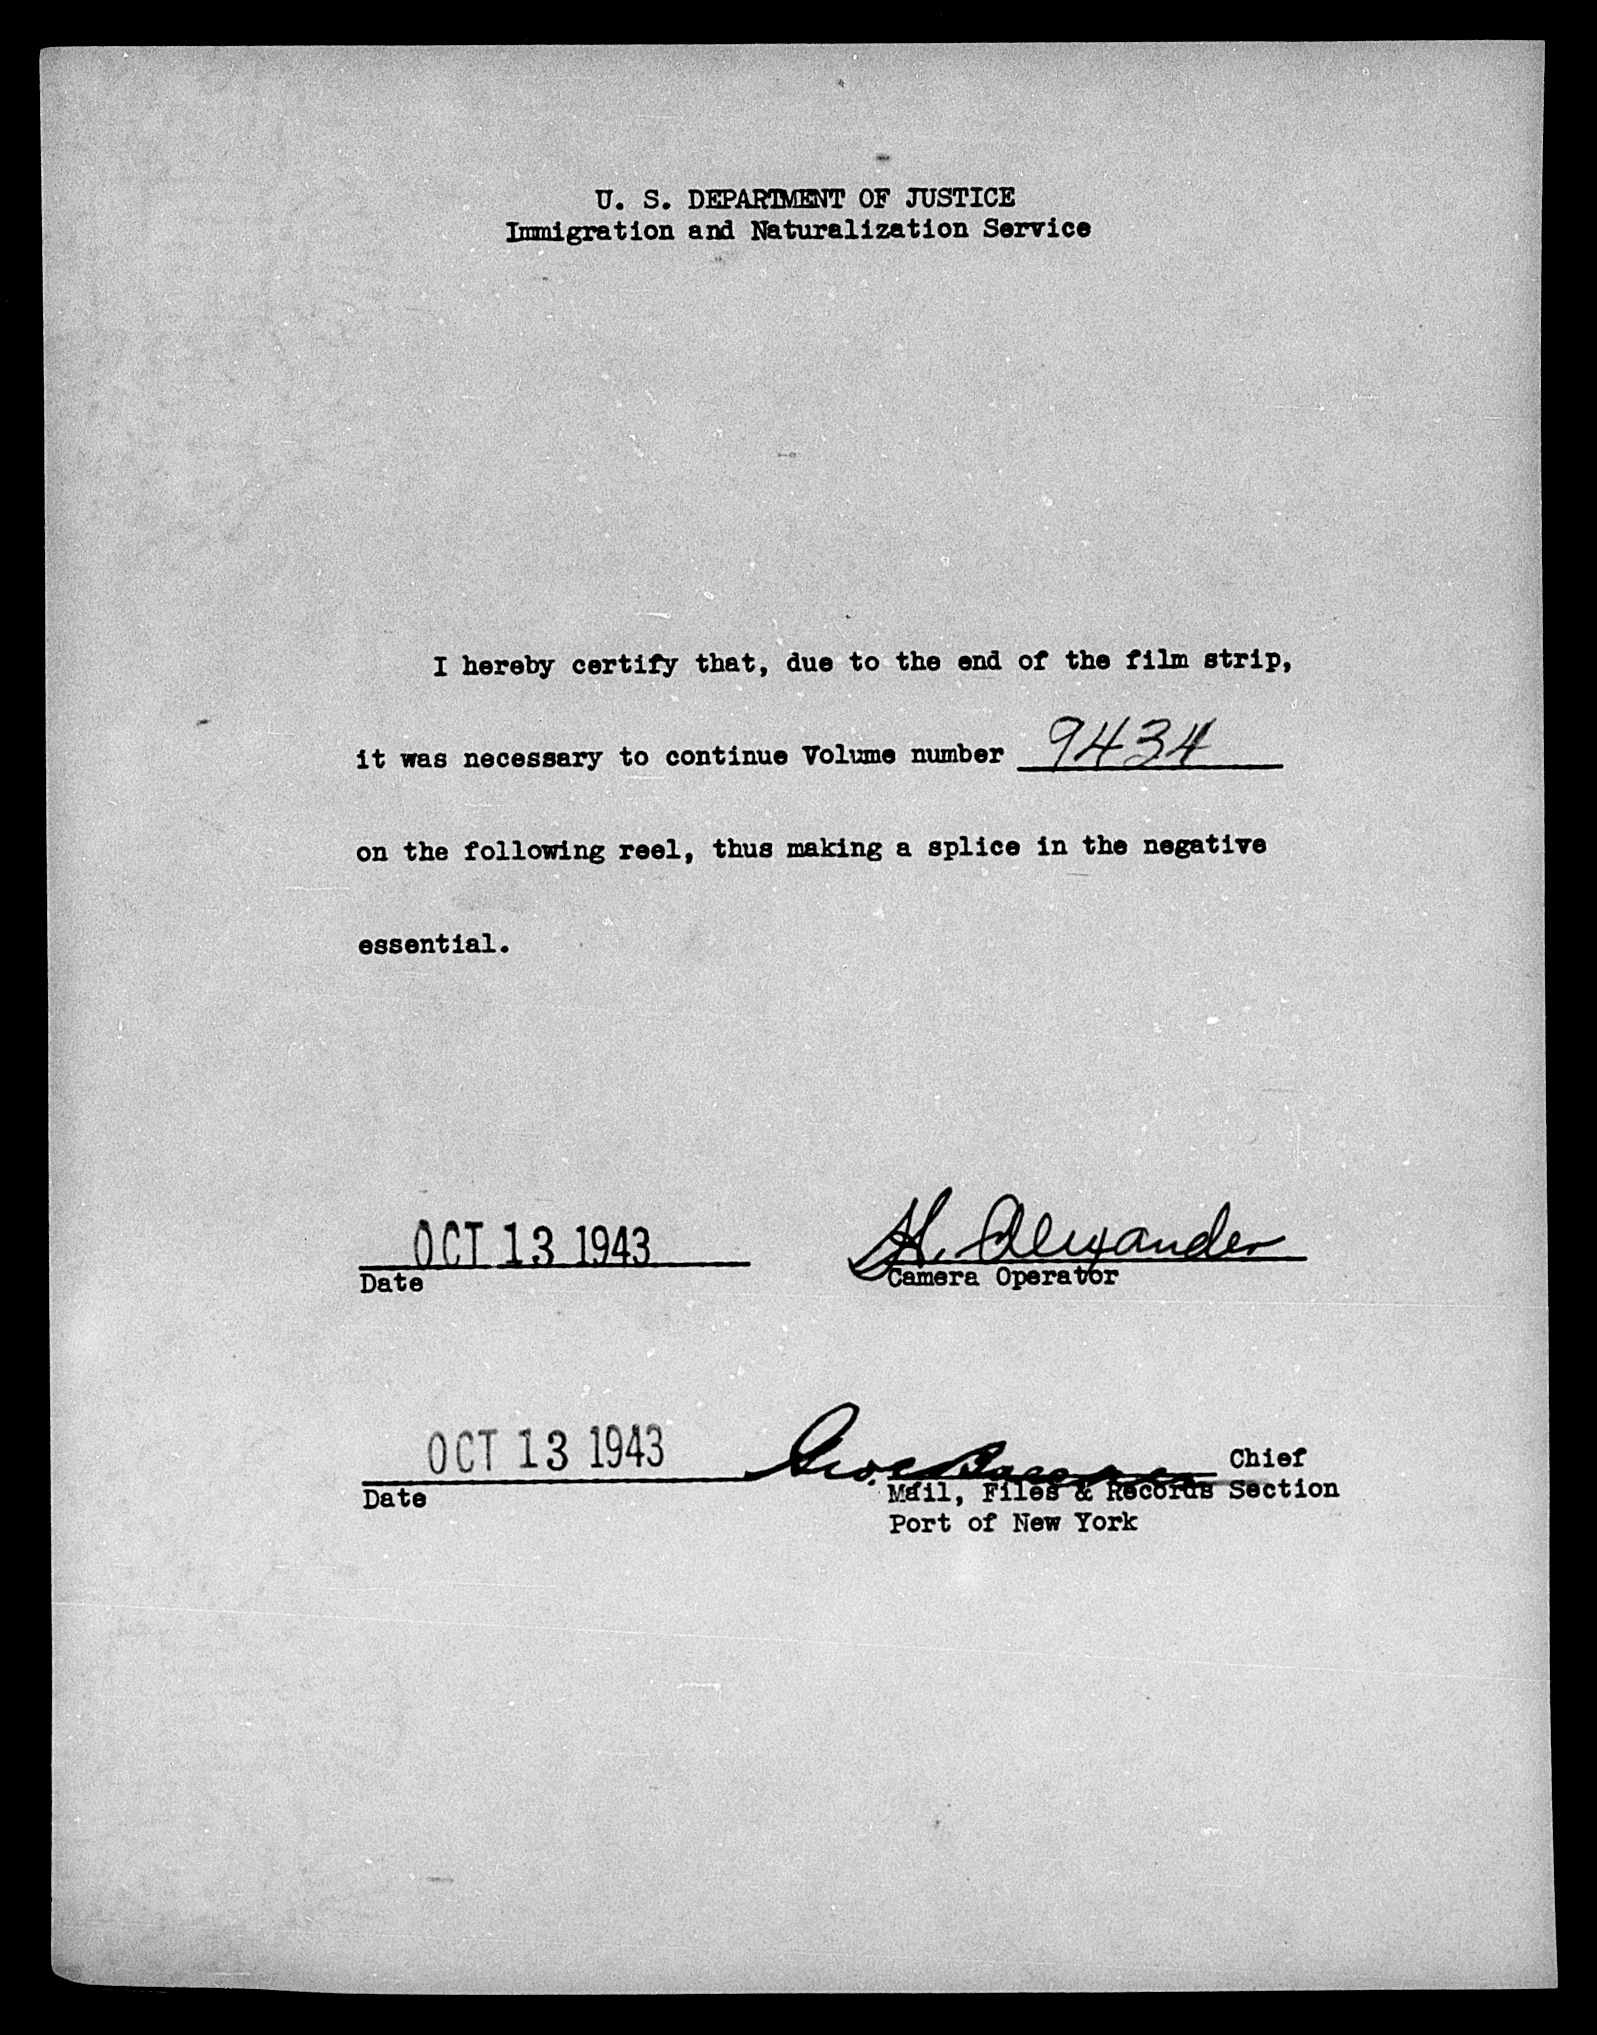 U. S. DEPARTMENT OF JUSTICE
Immigration and Naturalization Service
I hereby certify that, due to the end of the film strip,
it was necessary to continue Volume number 9434
on the following reel, thus making a splice in the negative
essential.
OCT 13 1943 H. Alexander
Date Camera Operator
OCT 13 1943 Geo. Chief
Date Mail, Files & Records Section
Port of New York